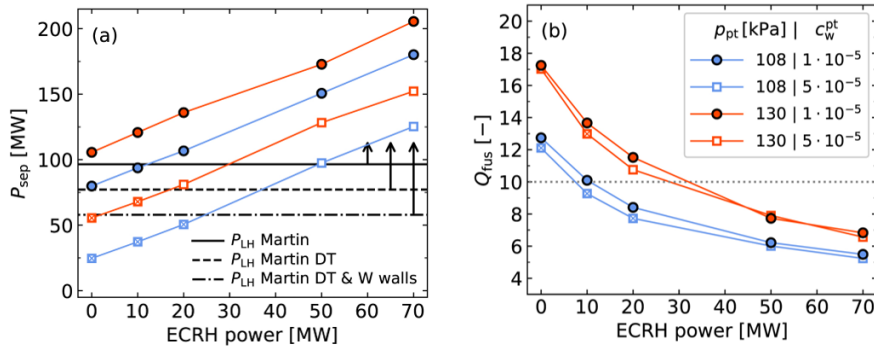 (a)
P_sep [MW]
200
150
100
50
0
P_LH Martin
P_LH Martin DT
P_LH Martin DT & W walls
0 10 20 30 40 50 60 70
ECRH power [MW]
(b)
Q_fus [−]
20
18
16
14
12
10
8
6
4
p_pt [kPa] | c_w^pt
108 | 1 · 10^−5
108 | 5 · 10^−5
130 | 1 · 10^−5
130 | 5 · 10^−5
0 10 20 30 40 50 60 70
ECRH power [MW]